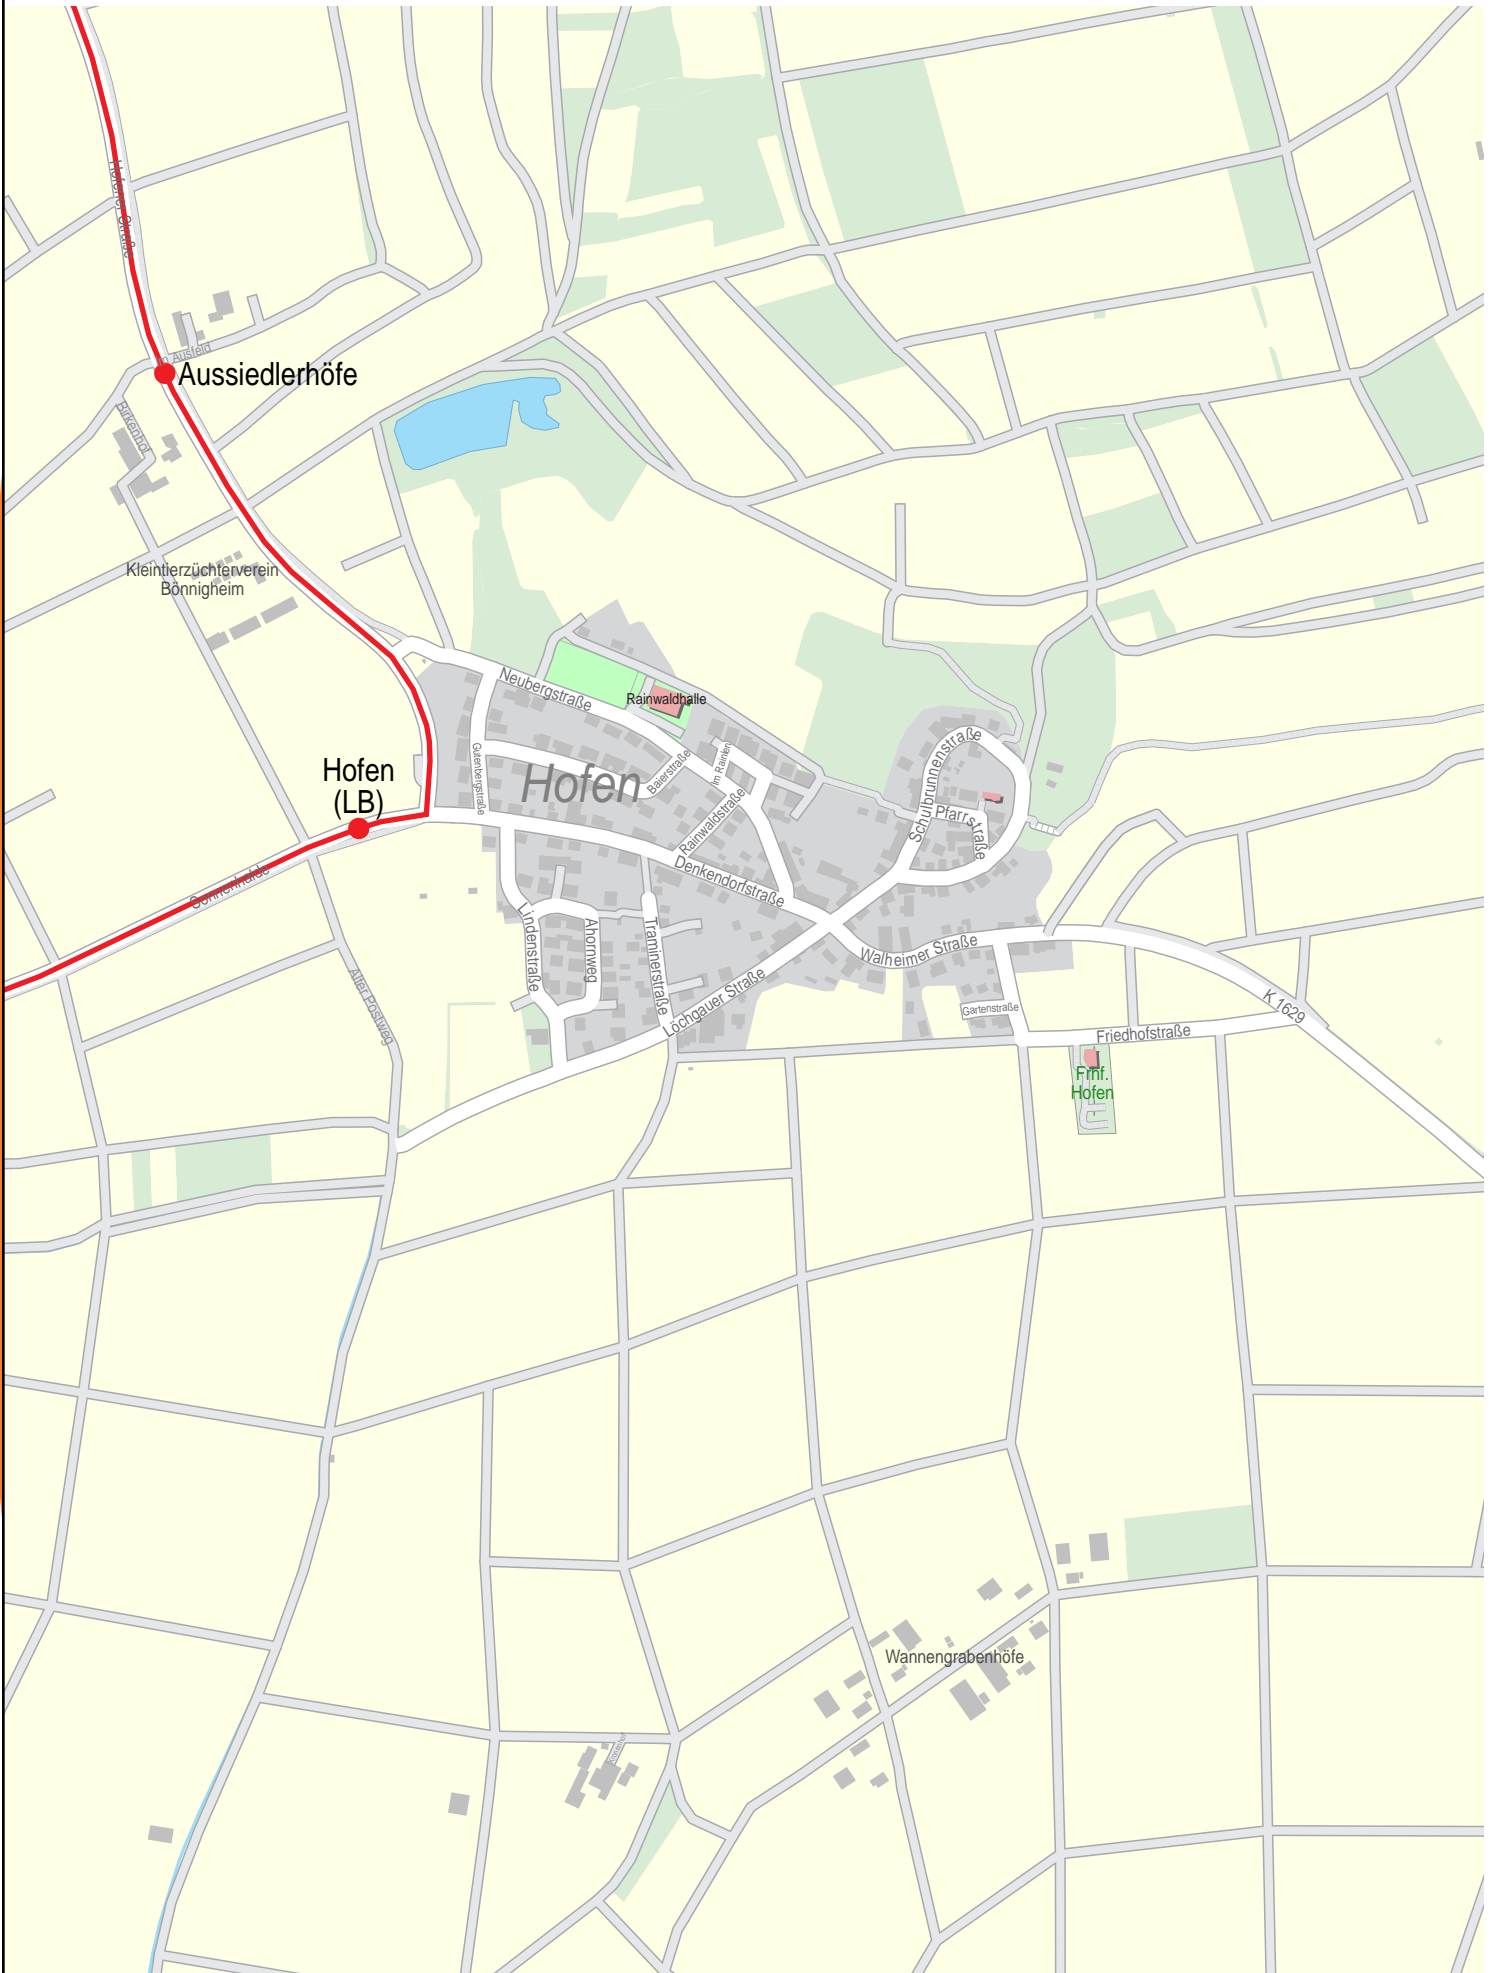 Hofener Straße
Im Ausfeld
Aussiedlerhöfe
Birkenhof
Kleintierzüchterverein
Bönnigheim
Neubergstraße
Rainwaldhalle
Gutenbergstraße
Hofen
Baierstraße
Im Rainlen
Schulbrunnenstraße
Hofen
(LB)
Rainwaldstraße
Pfarrstraße
Sonnenhalde
Denkendorfstraße
Lindenstraße
Ahornweg
Traminerstraße
Walheimer Straße
Alter Postweg
Löchgauer Straße
Gartenstraße
K 1629
Friedhofstraße
Frhf.
Hofen
Wannengrabenhöfe